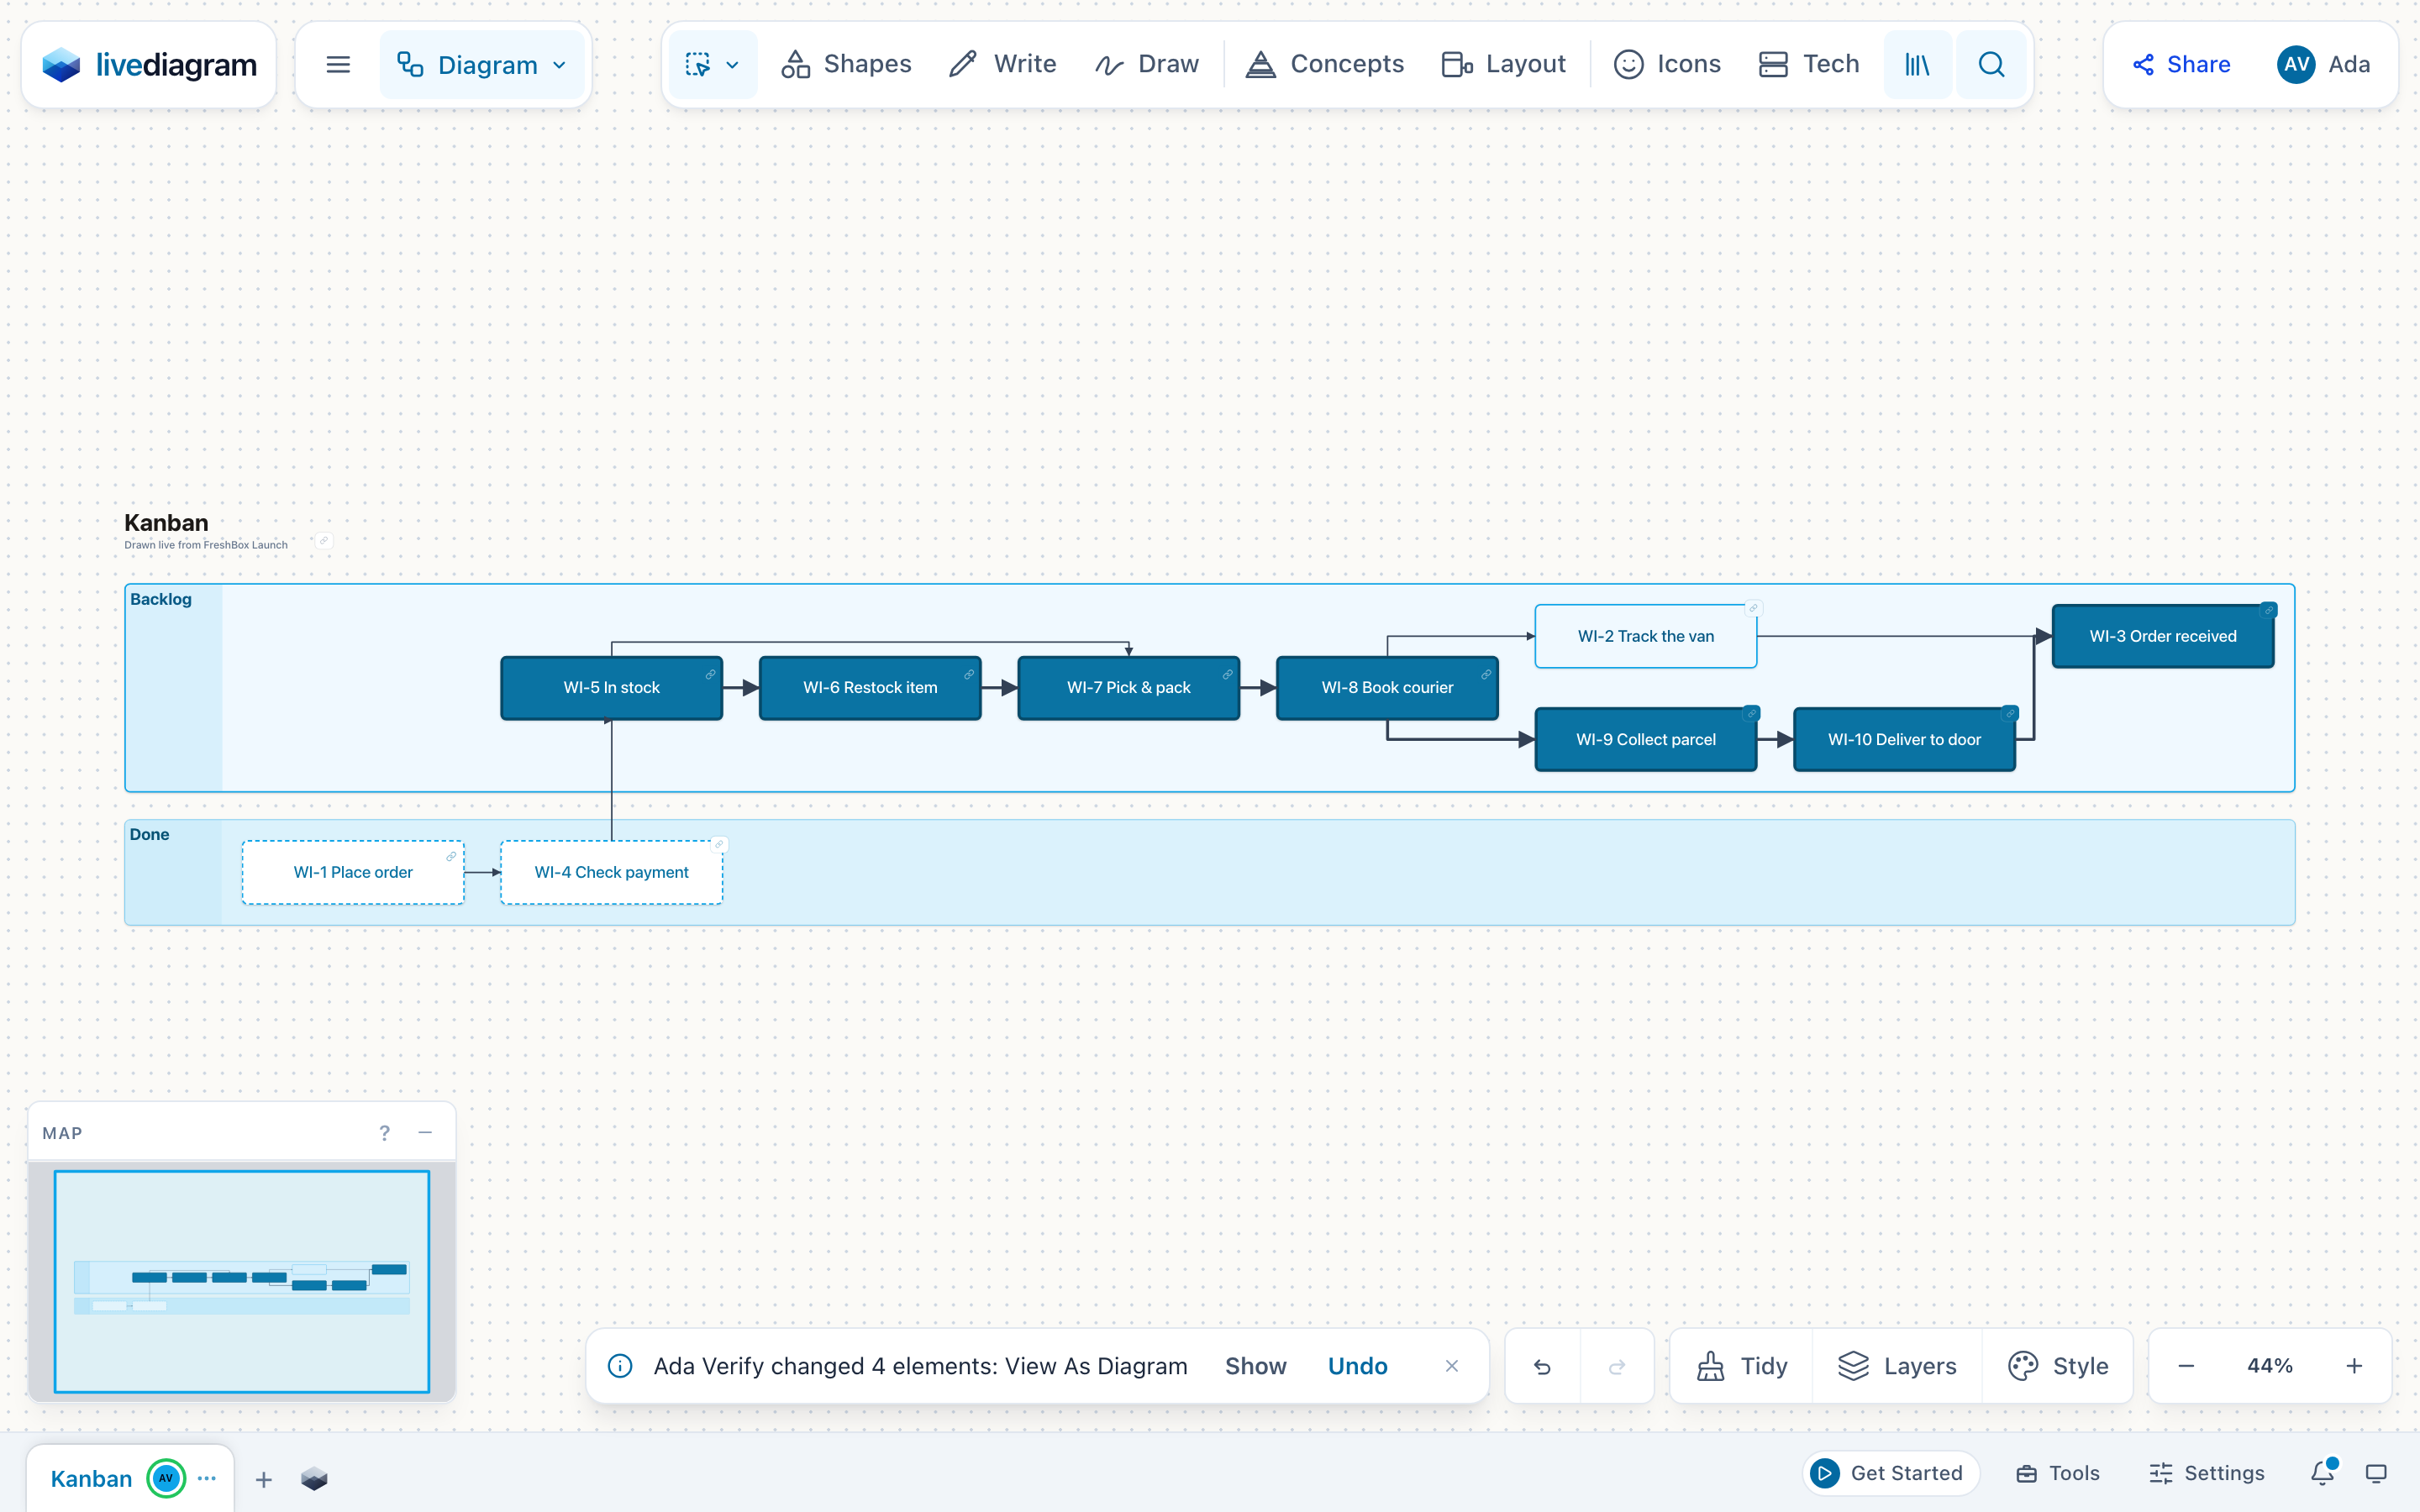 livediagram
Diagram
Shapes
Write
Draw
Concepts
Layout
Icons
Tech
Share
AV
Ada
Kanban
Drawn live from FreshBox Launch
Backlog
WI-2 Track the van
WI-3 Order received
WI-5 In stock
WI-6 Restock item
WI-7 Pick & pack
WI-8 Book courier
WI-9 Collect parcel
WI-10 Deliver to door
Done
WI-1 Place order
WI-4 Check payment
MAP
?
Ada Verify changed 4 elements: View As Diagram
Show
Undo
Tidy
Layers
Style
44%
Kanban
AV
Get Started
Tools
Settings